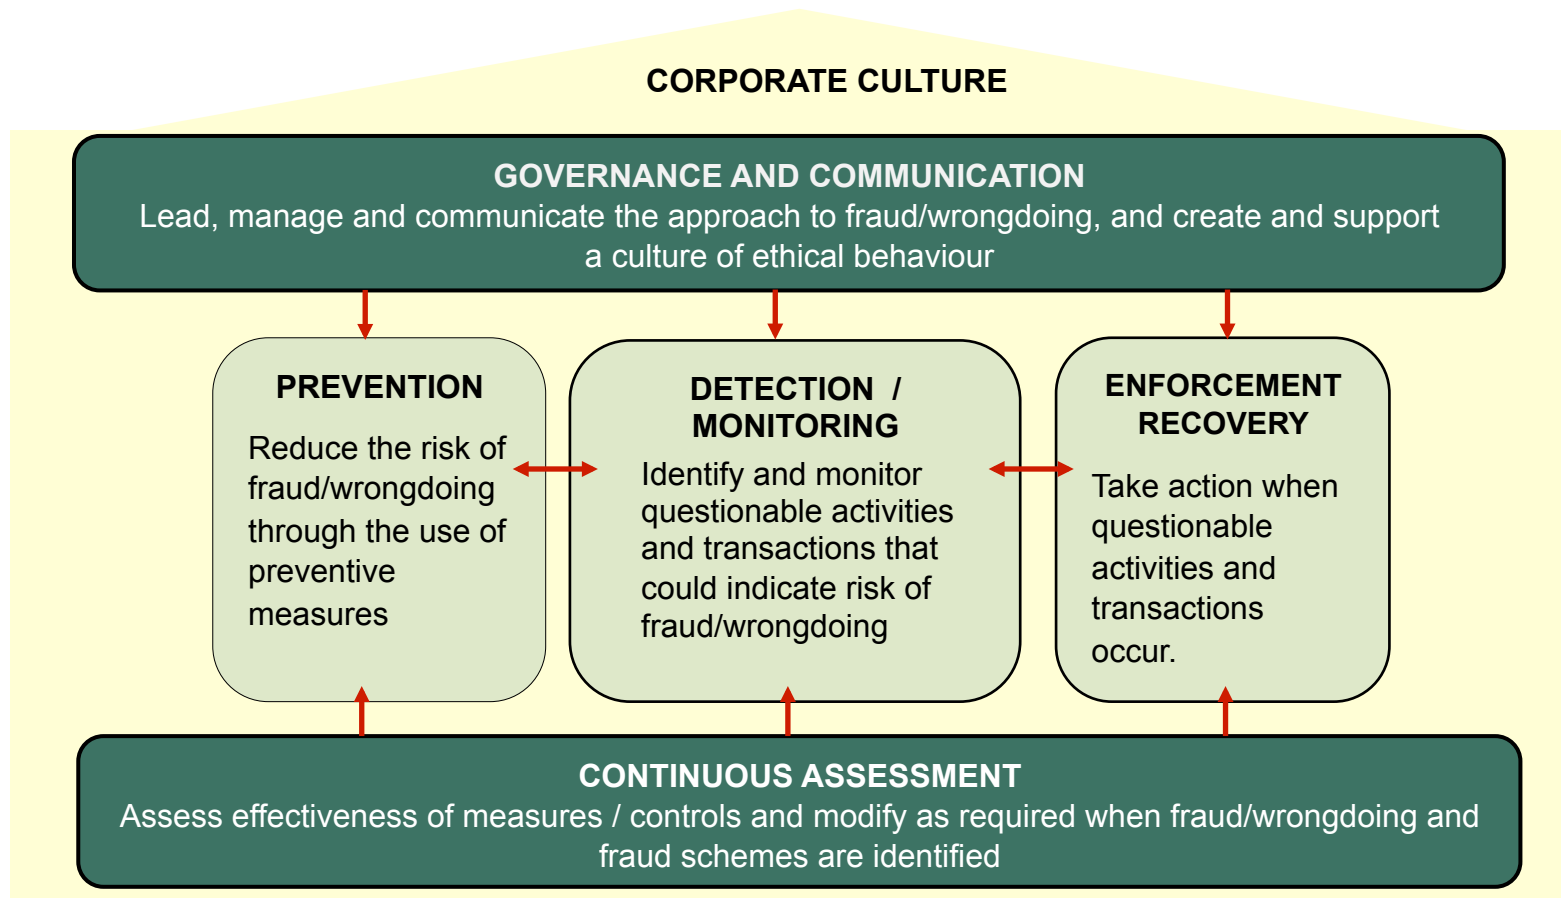 CORPORATE CULTURE
GOVERNANCE AND COMMUNICATION
Lead, manage and communicate the approach to fraud/wrongdoing, and create and support
a culture of ethical behaviour
PREVENTION
Reduce the risk of
fraud/wrongdoing
through the use of
preventive
measures
DETECTION /
MONITORING
Identify and monitor
questionable activities
and transactions that
could indicate risk of
fraud/wrongdoing
ENFORCEMENT
RECOVERY
Take action when
questionable
activities and
transactions
occur.
CONTINUOUS ASSESSMENT
Assess effectiveness of measures / controls and modify as required when fraud/wrongdoing and
fraud schemes are identified